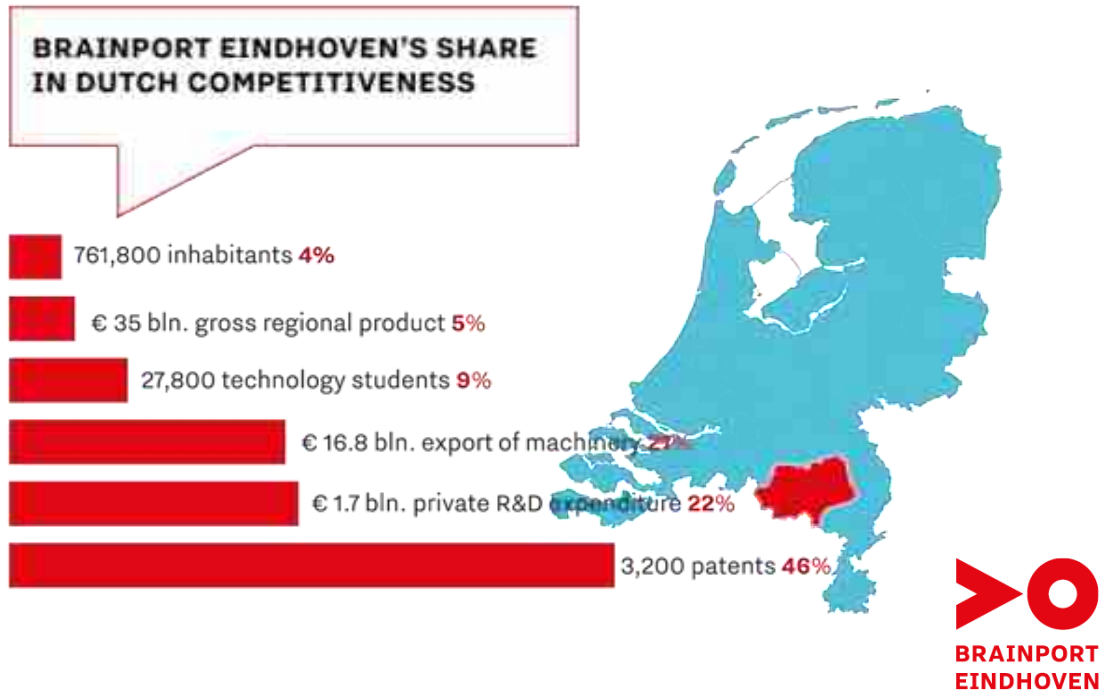 BRAINPORT EINDHOVEN'S SHARE
IN DUTCH COMPETITIVENESS
761,800 inhabitants 4%
€ 35 bln. gross regional product 5%
27,800 technology students 9%
€ 16.8 bln. export of machinery 21%
€ 1.7 bln. private R&D expenditure 22%
3,200 patents 46%
BRAINPORT
EINDHOVEN